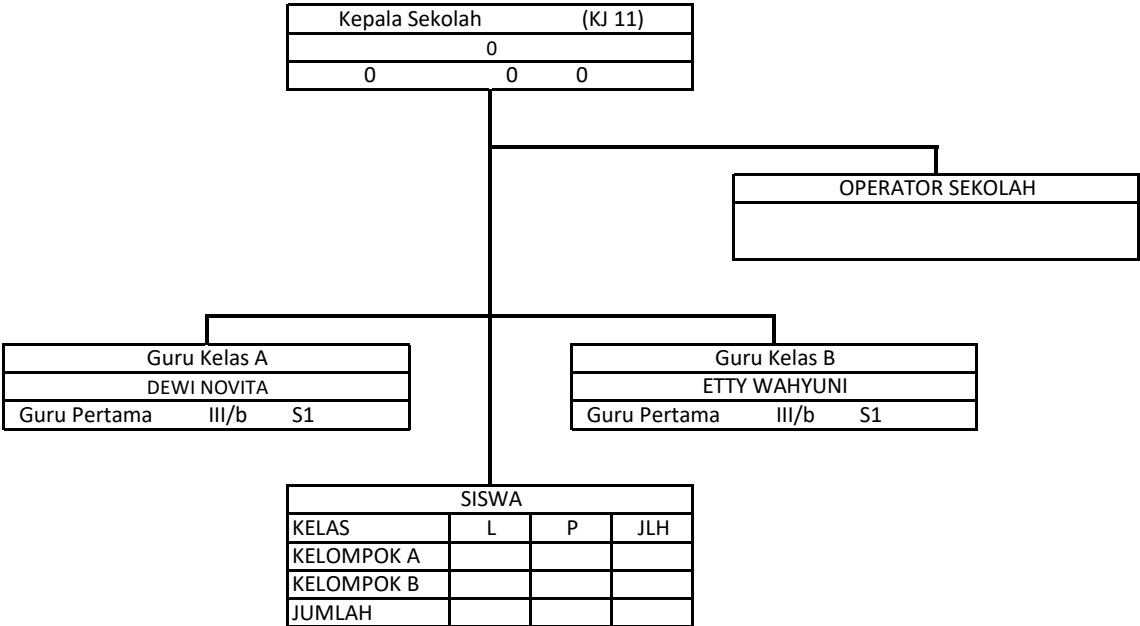 Kepala Sekolah (KJ 11)
0
0 0 0
OPERATOR SEKOLAH
Guru Kelas A
DEWI NOVITA
Guru Pertama III/b S1
Guru Kelas B
ETTY WAHYUNI
Guru Pertama III/b S1
SISWA
KELAS L P JLH
KELOMPOK A
KELOMPOK B
JUMLAH